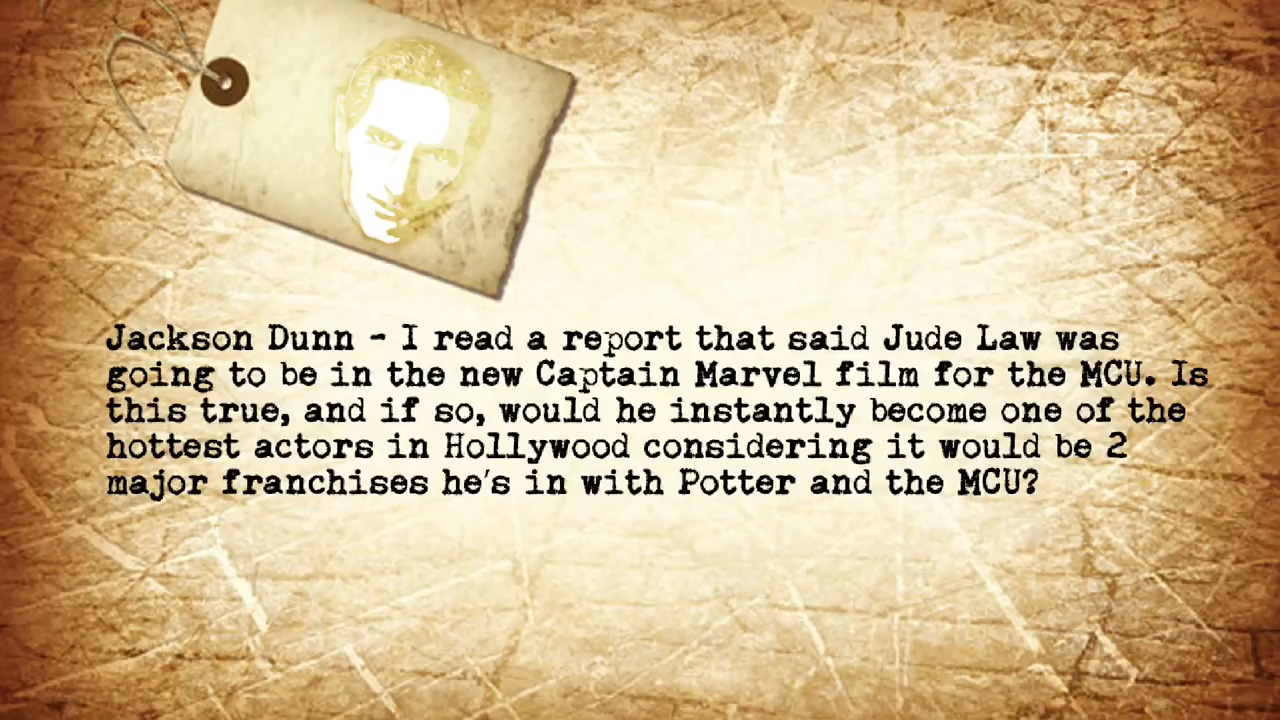 Jackson Dunn - I read a report that said Jude Law was
going to be in the new Captain Marvel film for the MCU. Is
this true, and if so, would he instantly become one of the
hottest actors in Hollywood considering it would be 2
major franchises he's in with Potter and the MCU?